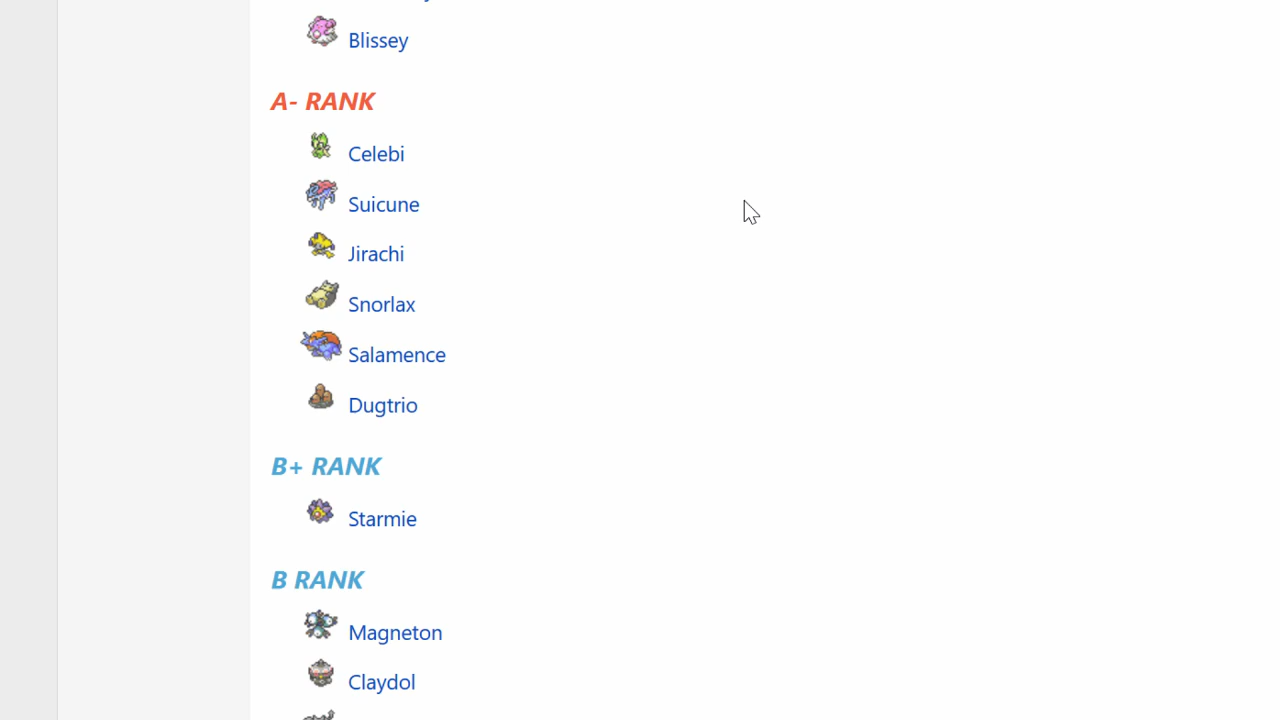 Blissey
A- RANK
Celebi
Suicune
Jirachi
Snorlax
Salamence
Dugtrio
B+ RANK
Starmie
B RANK
Magneton
Claydol